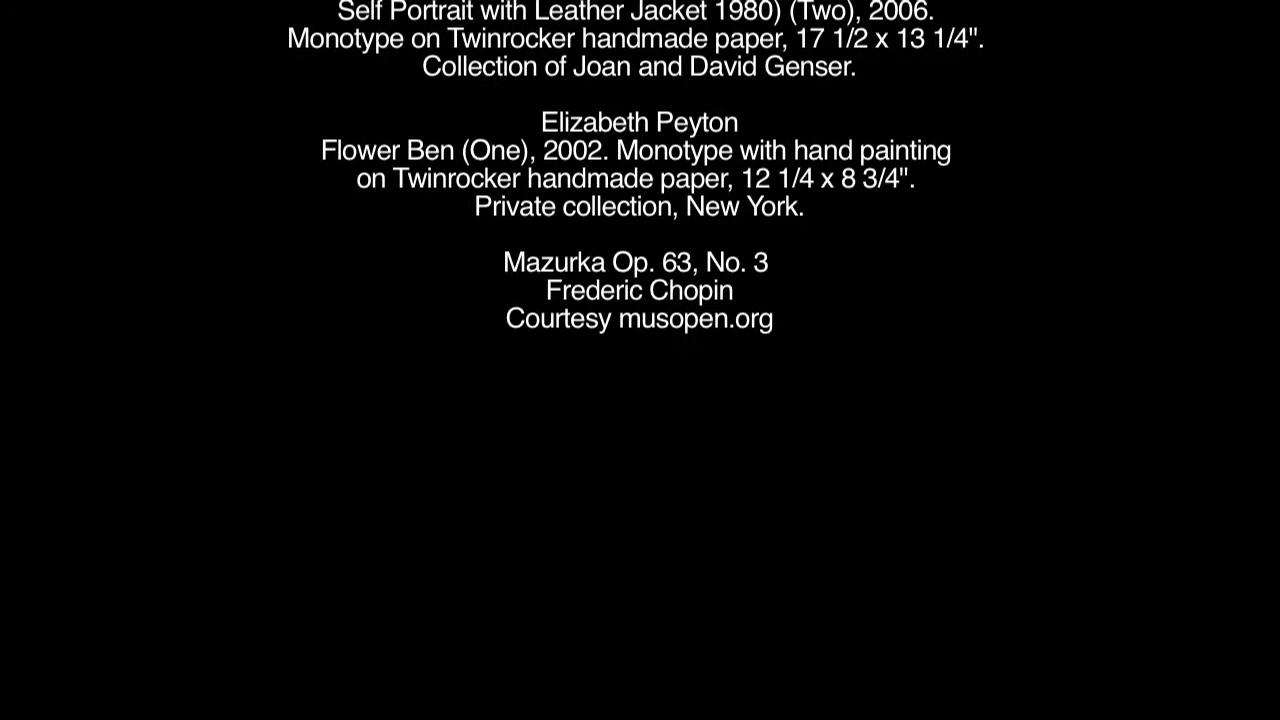 Self Portrait with Leather Jacket 1980) (Two), 2006.
Monotype on Twinrocker handmade paper, 17 1/2 x 13 1/4".
Collection of Joan and David Genser.
Elizabeth Peyton
Flower Ben (One), 2002. Monotype with hand painting
on Twinrocker handmade paper, 12 1/4 x 8 3/4".
Private collection, New York.
Mazurka Op. 63, No. 3
Frederic Chopin
Courtesy musopen.org